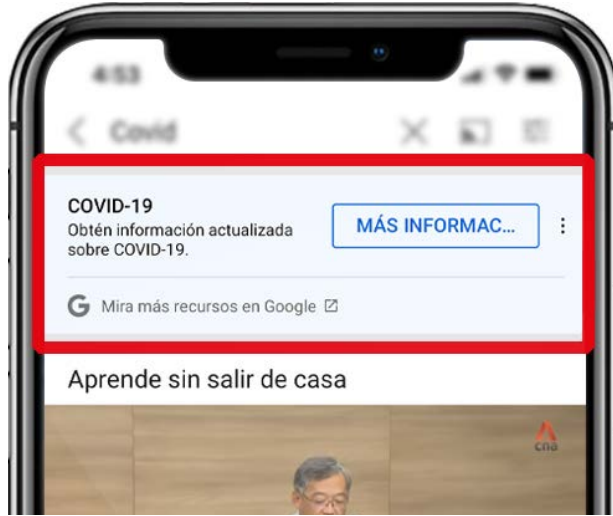 4:53
Covid
COVID-19
Obtén información actualizada
sobre COVID-19.
MÁS INFORMAC...
G Mira más recursos en Google
Aprende sin salir de casa
cna